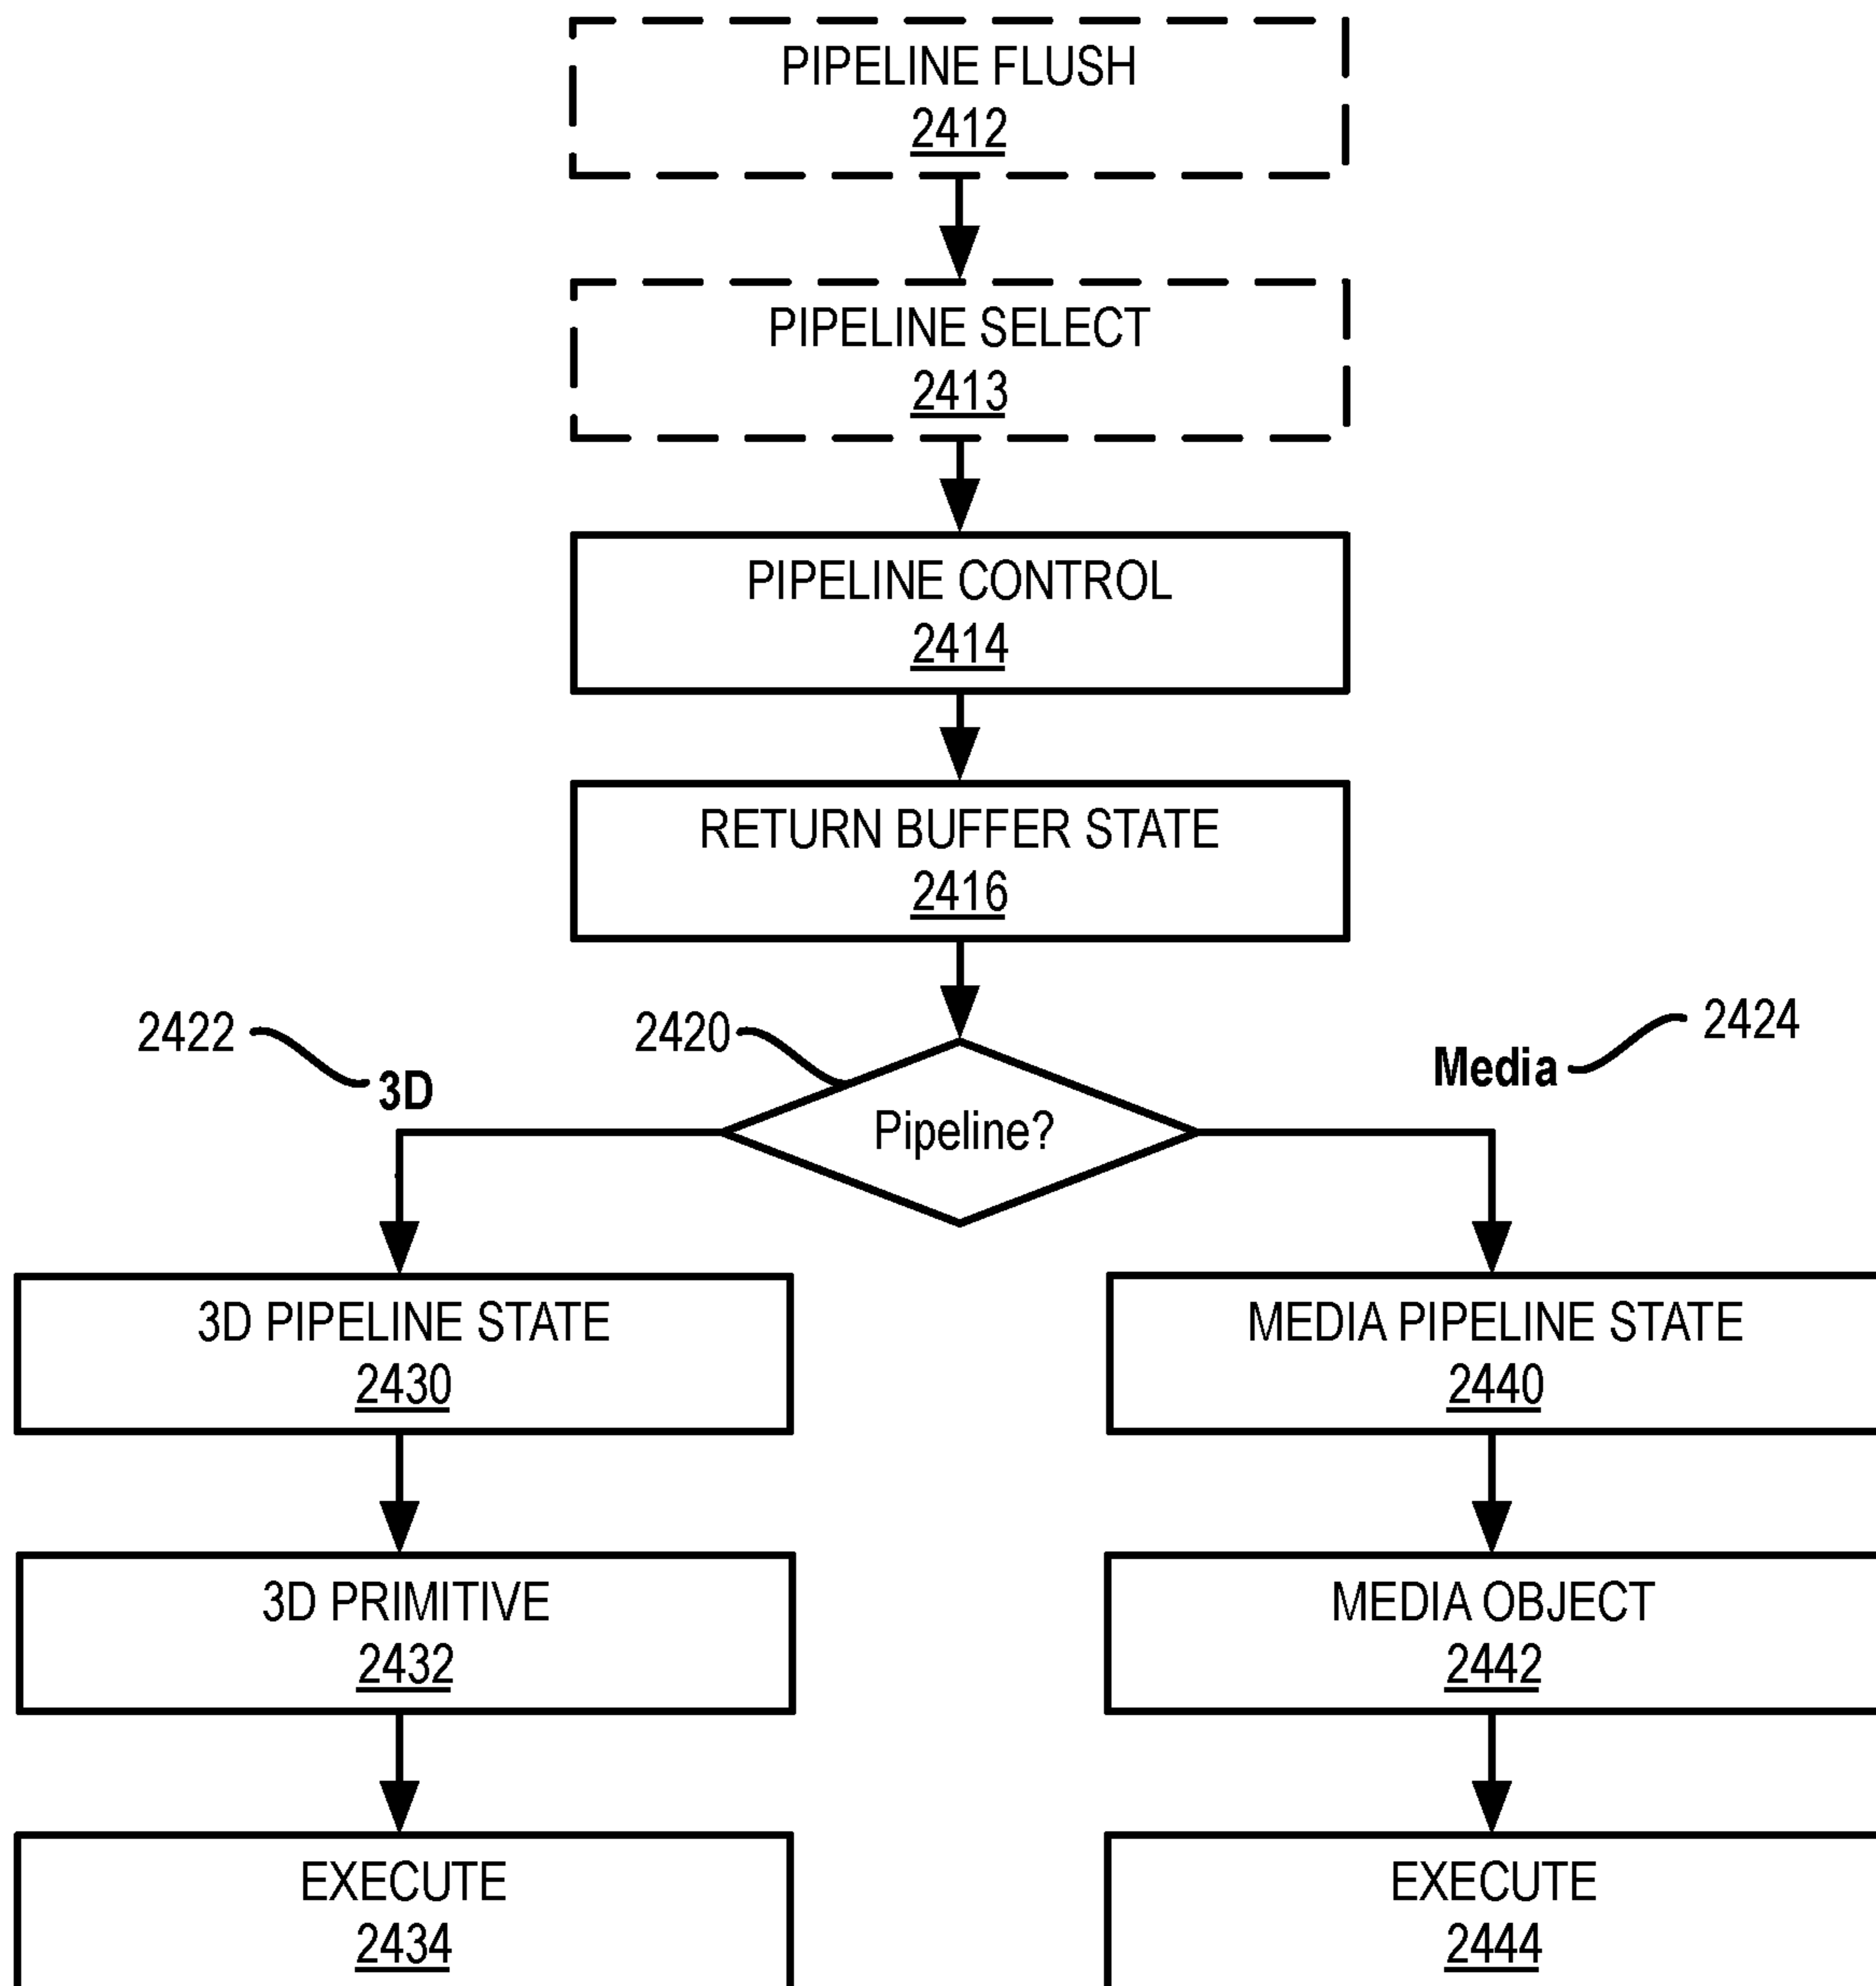 PIPELINE FLUSH
2412
PIPELINE SELECT
2413
PIPELINE CONTROL
2414
RETURN BUFFER STATE
2416
2422
2420
2424
3D
Media
Pipeline?
3D PIPELINE STATE
2430
MEDIA PIPELINE STATE
2440
3D PRIMITIVE
2432
MEDIA OBJECT
2442
EXECUTE
2434
EXECUTE
2444